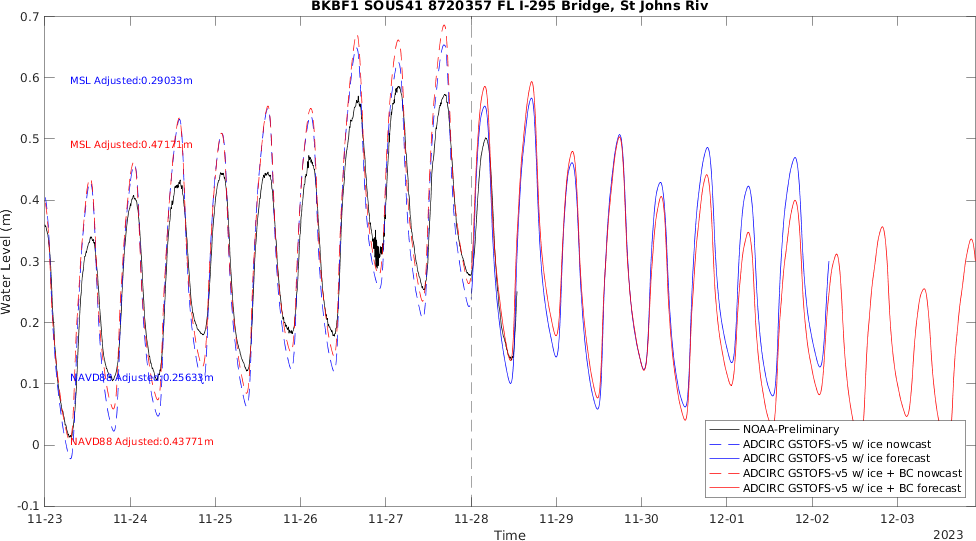 BKBF1 SOUS41 8720357 FL I-295 Bridge, St Johns Riv
0.7
0.6
0.5
0.4
0.3
0.2
0.1
0
-0.1
Water Level (m)
MSL Adjusted:0.29033m
MSL Adjusted:0.47171m
NAVD88 Adjusted:0.25633m
NAVD88 Adjusted:0.43771m
NOAA-Preliminary
ADCIRC GSTOFS-v5 w/ ice nowcast
ADCIRC GSTOFS-v5 w/ ice forecast
ADCIRC GSTOFS-v5 w/ ice + BC nowcast
ADCIRC GSTOFS-v5 w/ ice + BC forecast
11-23 11-24 11-25 11-26 11-27 11-28 11-29 11-30 12-01 12-02 12-03
Time
2023